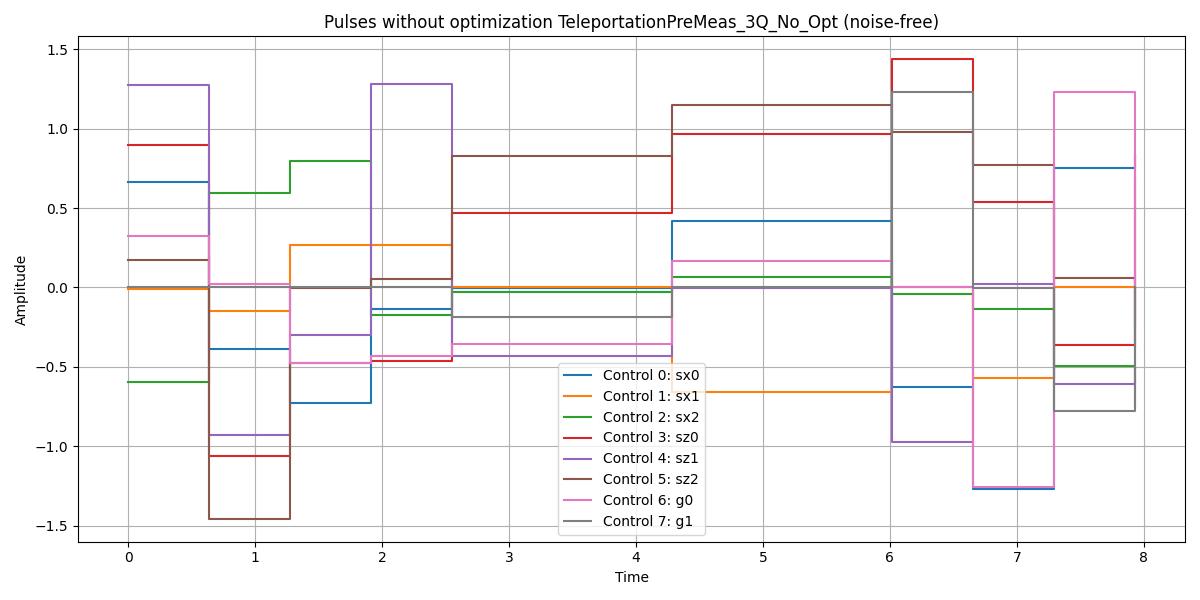 Pulses without optimization TeleportationPreMeas_3Q_No_Opt (noise-free)
Amplitude
1.5
1.0
0.5
0.0
−0.5
−1.0
−1.5
Control 0: sx0
Control 1: sx1
Control 2: sx2
Control 3: sz0
Control 4: sz1
Control 5: sz2
Control 6: g0
Control 7: g1
0 1 2 3 4 5 6 7 8
Time